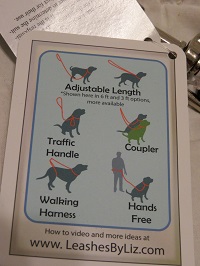 Adjustable Length
*Shown here in 6 ft and 3 ft options,
more available
Traffic
Handle
Coupler
Walking
Harness
Hands
Free
How to video and more ideas at
www. LeashesByLiz.com